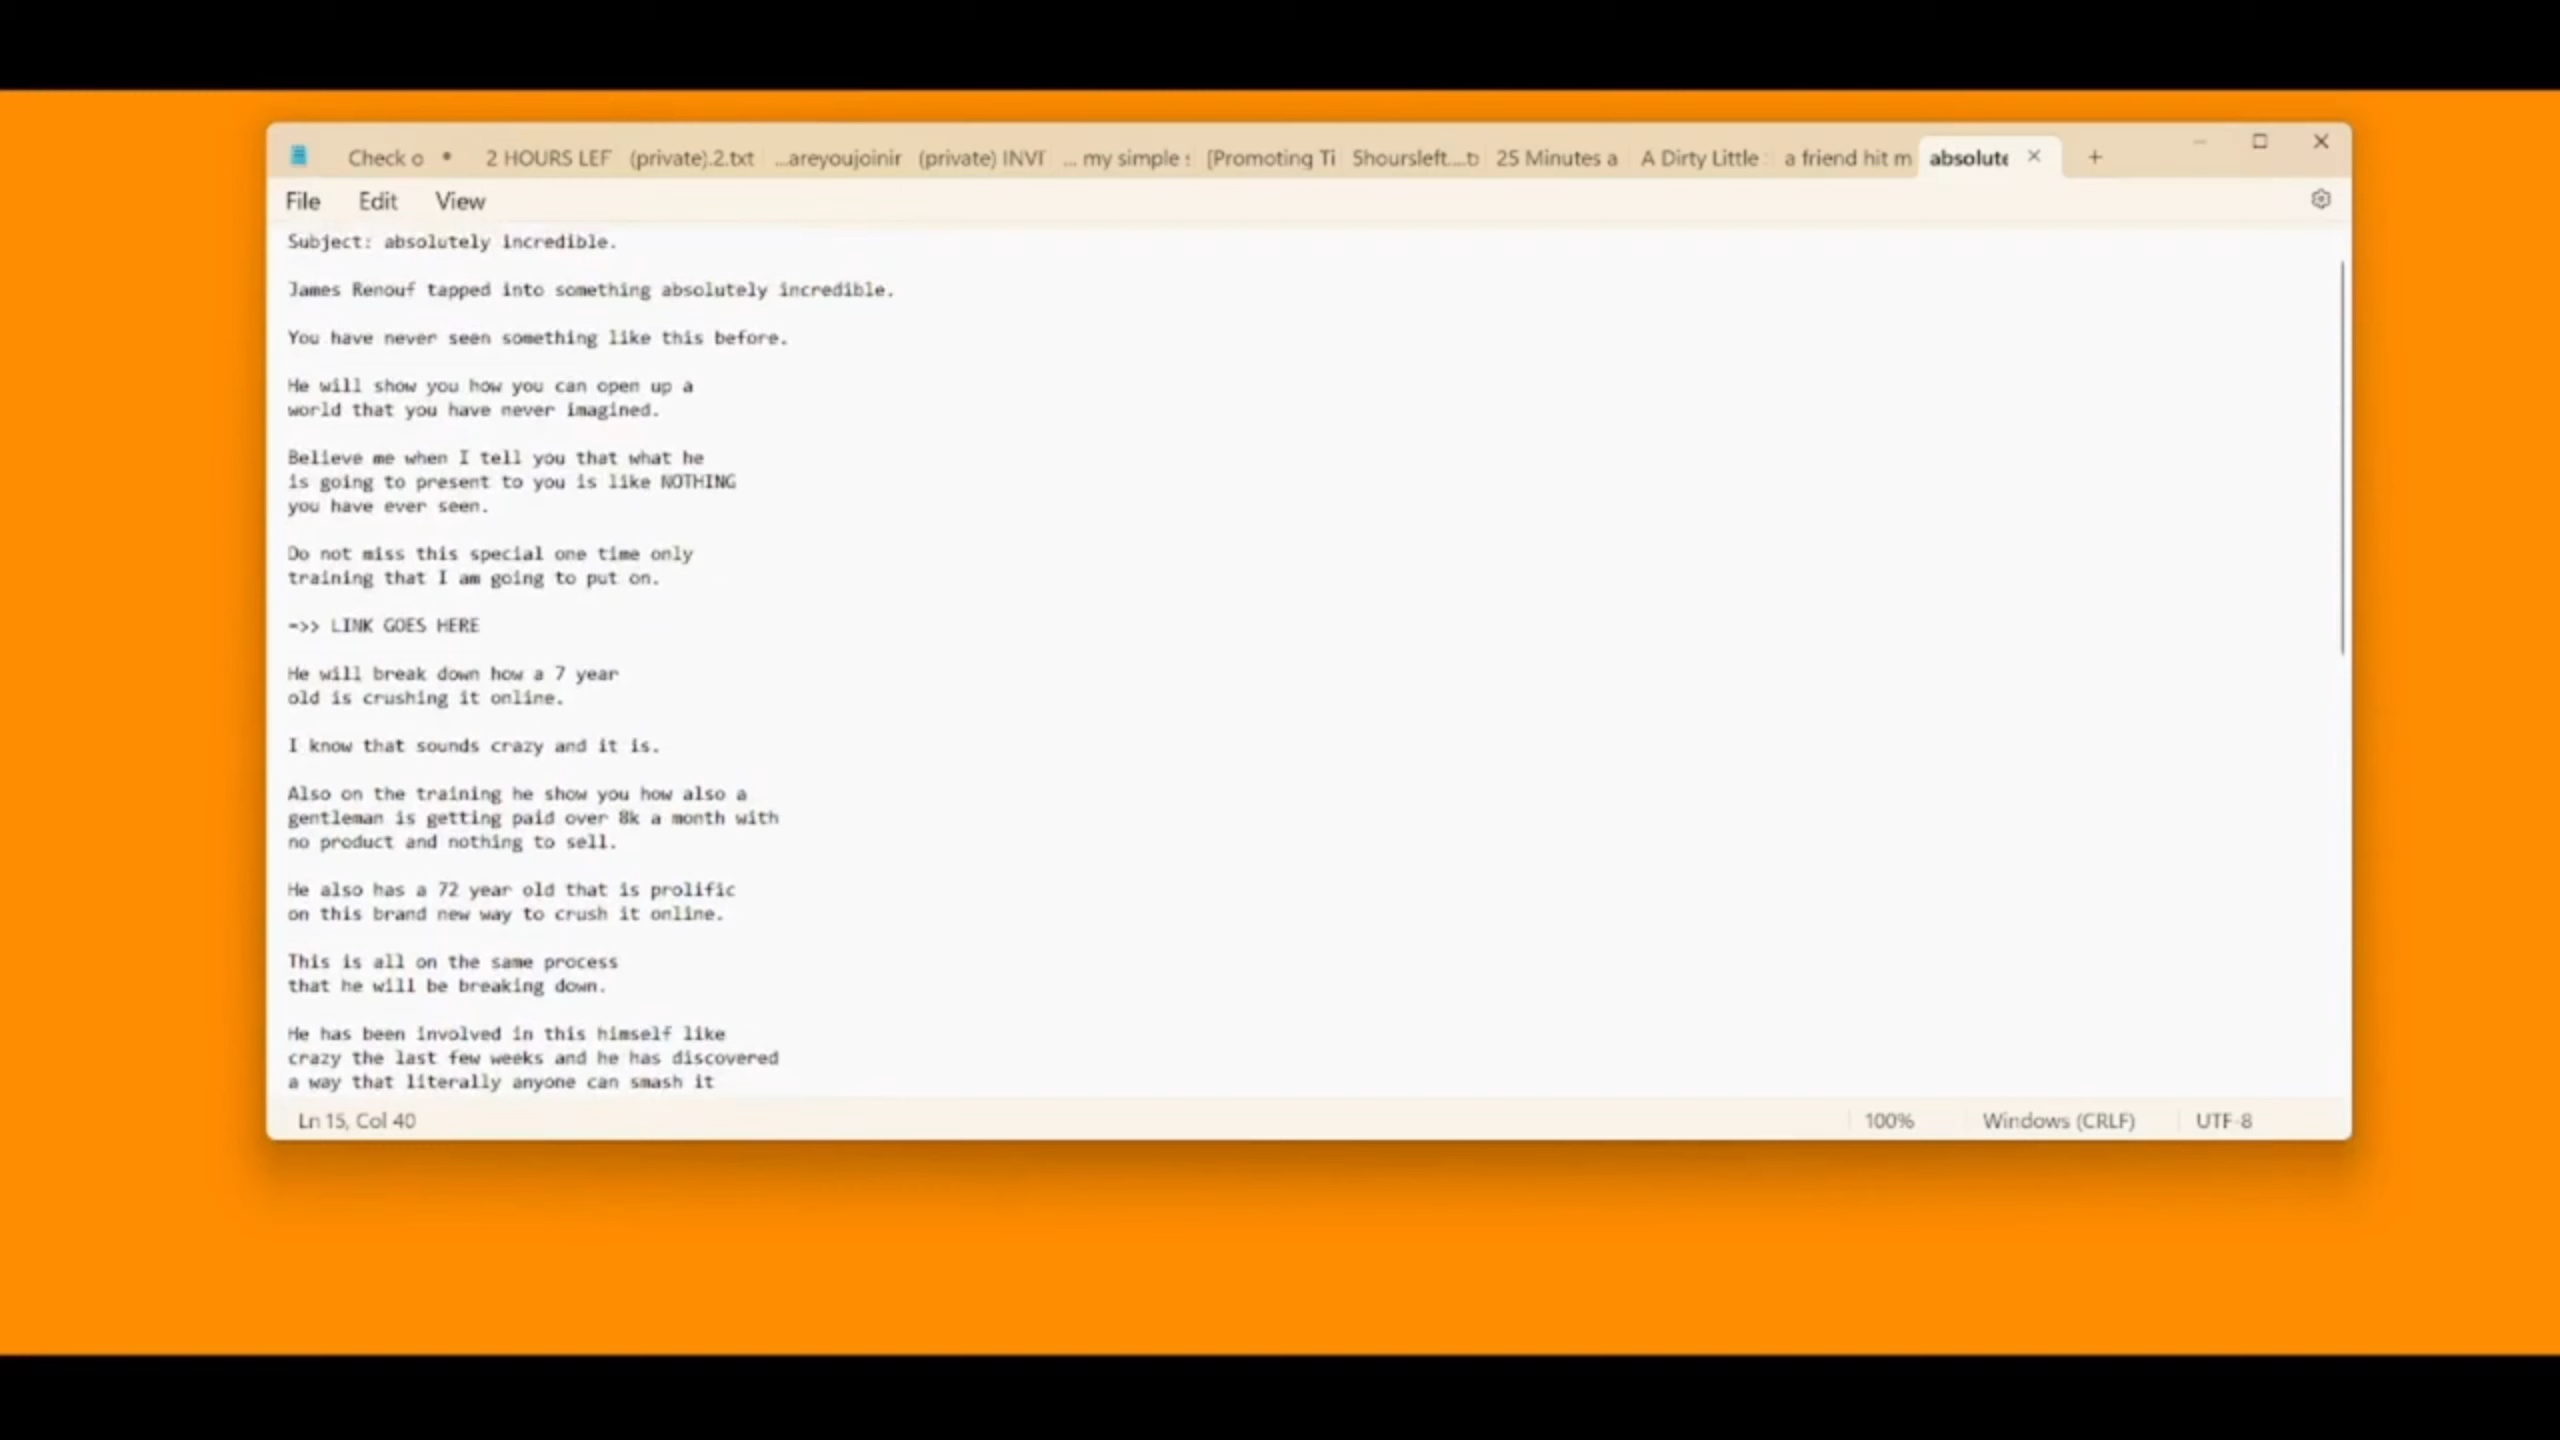 Check o
2 HOURS LEF
(private).2.txt
...areyoujoinir
(private) INVI
... my simple
[Promoting Ti
5hoursleft....b
25 Minutes a
A Dirty Little
a friend hit m
absolute
File
Edit
View
Subject: absolutely incredible.
James Renouf tapped into something absolutely incredible.
You have never seen something like this before.
He will show you how you can open up a
world that you have never imagined.
Believe me when I tell you that what he
is going to present to you is like NOTHING
you have ever seen.
Do not miss this special one time only
training that I am going to put on.
->> LINK GOES HERE
He will break down how a 7 year
old is crushing it online.
I know that sounds crazy and it is.
Also on the training he show you how also a
gentleman is getting paid over 8k a month with
no product and nothing to sell.
He also has a 72 year old that is prolific
on this brand new way to crush it online.
This is all on the same process
that he will be breaking down.
He has been involved in this himself like
crazy the last few weeks and he has discovered
a way that literally anyone can smash it
Ln 15, Col 40
100%
Windows (CRLF)
UTF-8